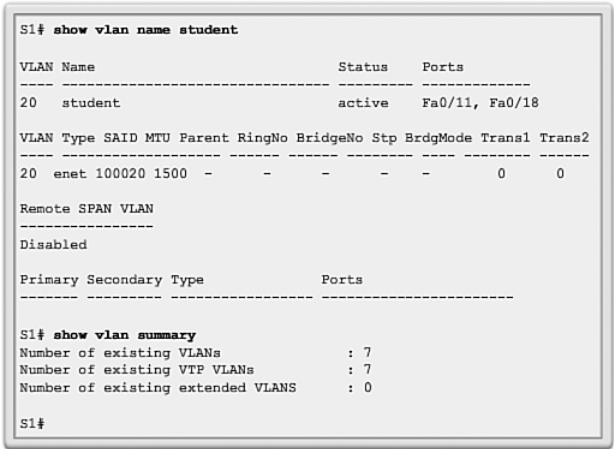 S1# show vlan name student
VLAN Name Status Ports
---- -------------------------------- --------- -------------
20 student active Fa0/11, Fa0/18
VLAN Type SAID MTU Parent RingNo BridgeNo Stp BrdgMode Trans1 Trans2
---- ----------------------- ------ -------- --- ---- -------- ------
20 enet 100020 1500 - - - - - 0 0
Remote SPAN VLAN
----------------
Disabled
Primary Secondary Type Ports
------- --------- ----------------- -----------------------
S1# show vlan summary
Number of existing VLANs : 7
Number of existing VTP VLANs : 7
Number of existing extended VLANS : 0
S1#